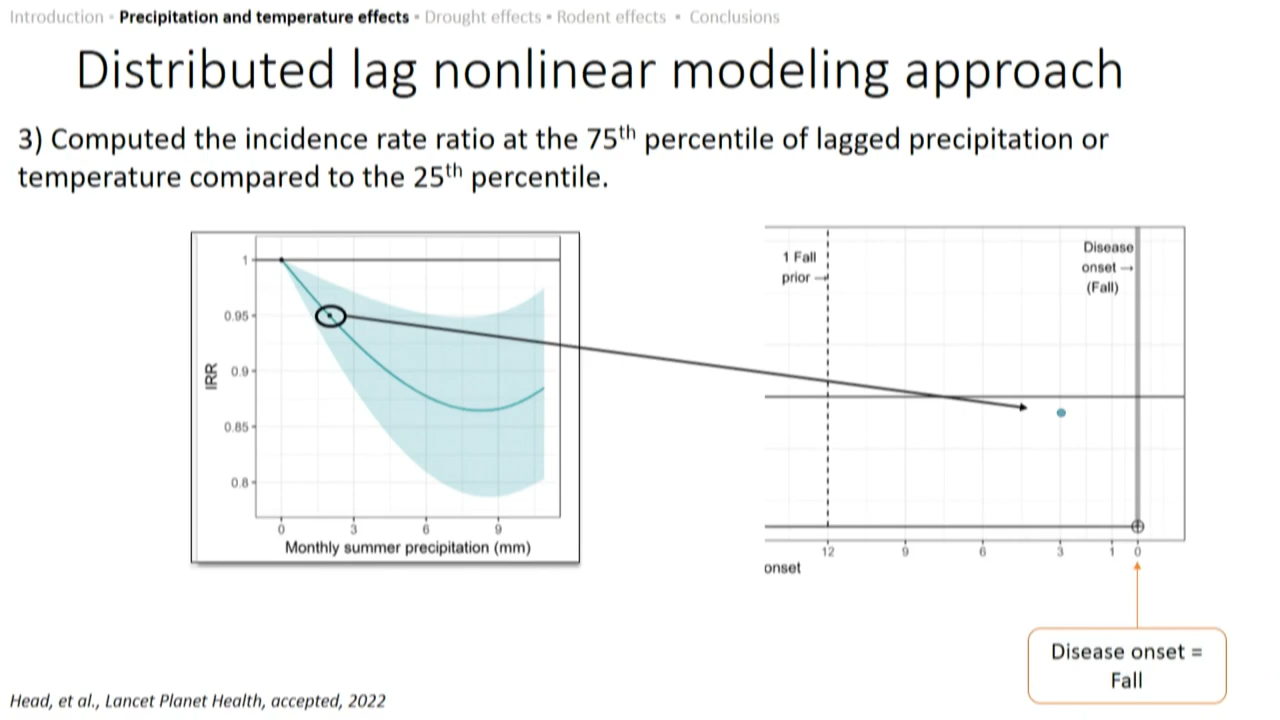 Introduction • Precipitation and temperature effects • Drought effects • Rodent effects • Conclusions
Distributed lag nonlinear modeling approach
3) Computed the incidence rate ratio at the 75th percentile of lagged precipitation or
temperature compared to the 25th percentile.
1
0.95
0.9
0.85
0.8
IRR
0 3 6 9
Monthly summer precipitation (mm)
1 Fall
prior
Disease
onset
(Fall)
12 9 6 3 1 0
onset
Disease onset =
Fall
Head, et al., Lancet Planet Health, accepted, 2022